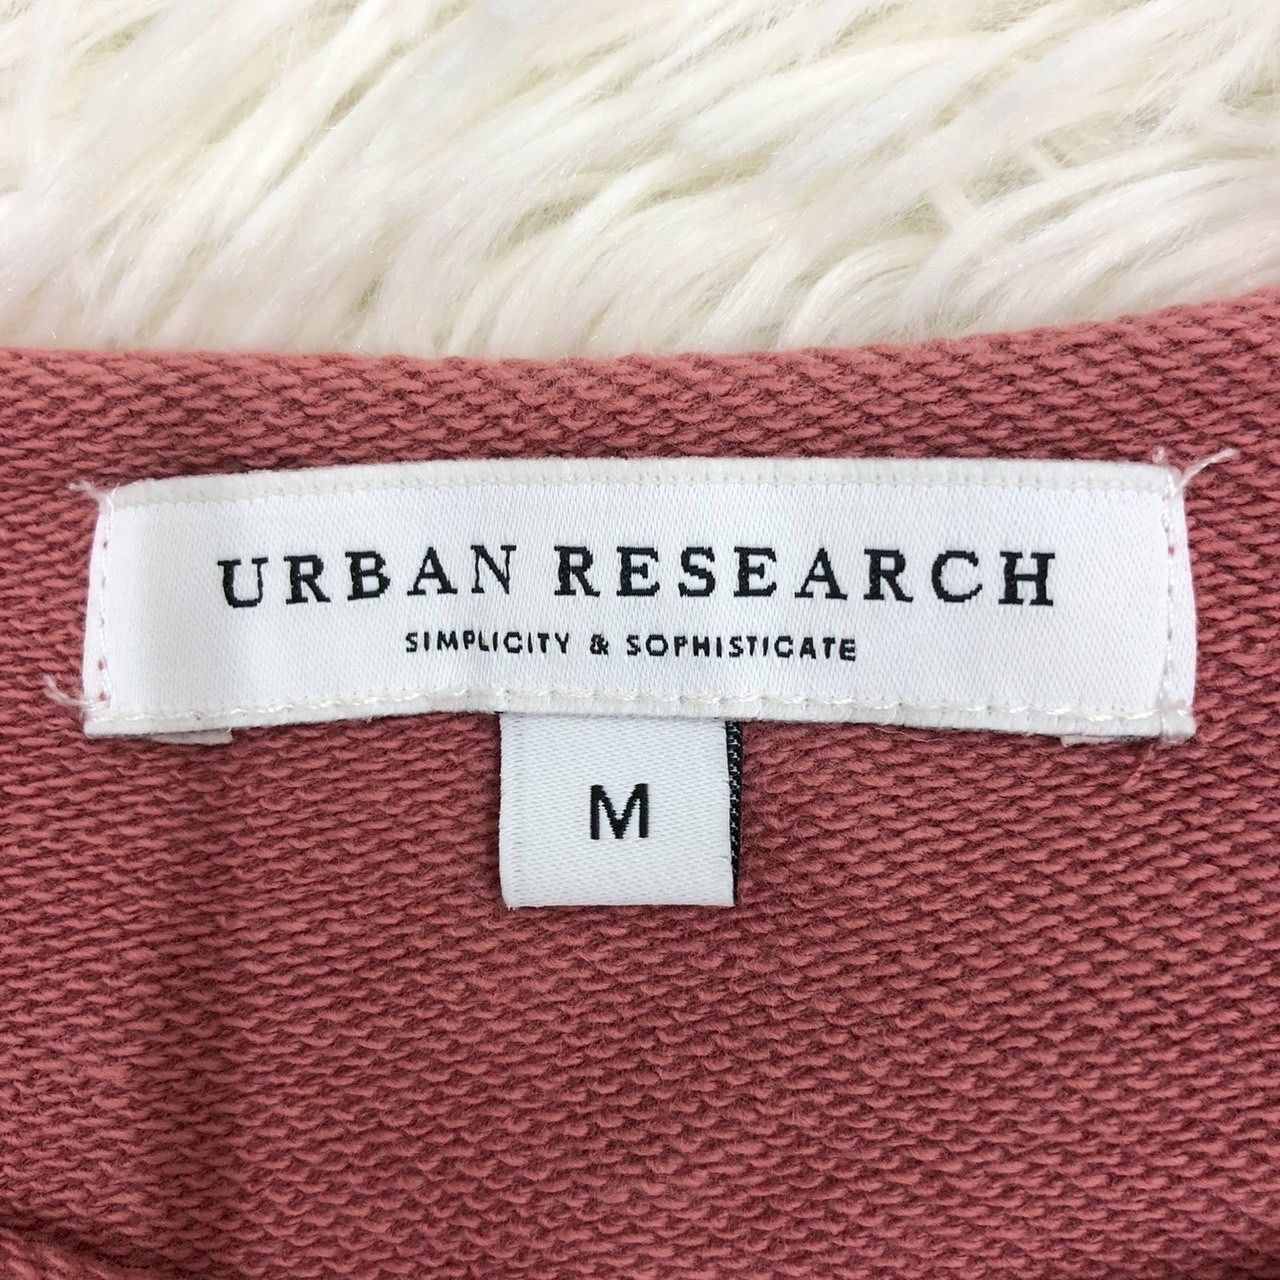 URBAN RESEARCH
SIMPLICITY & SOPHISTICATE
M